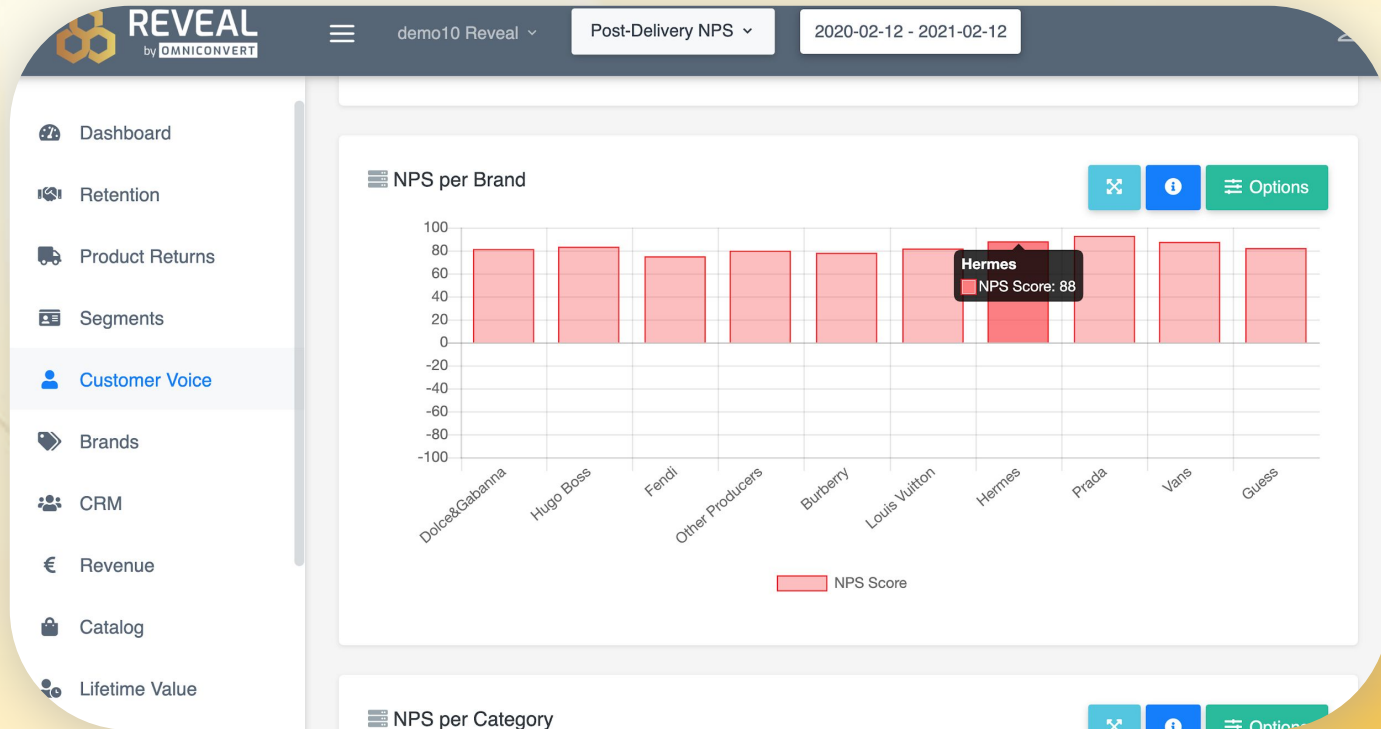 REVEAL
by OMNICONVERT
demo10 Reveal
Post-Delivery NPS
2020-02-12 - 2021-02-12
Dashboard
Retention
Product Returns
Segments
Customer Voice
Brands
CRM
€ Revenue
Catalog
Lifetime Value
NPS per Brand
Options
100
80
60
40
20
0
-20
-40
-60
-80
-100
Hermes
NPS Score: 88
Dolce&Gabanna
Hugo Boss
Fendi
Other Producers
Burberry
Louis Vuitton
Hermes
Prada
Vans
Guess
NPS Score
NPS per Category
Options